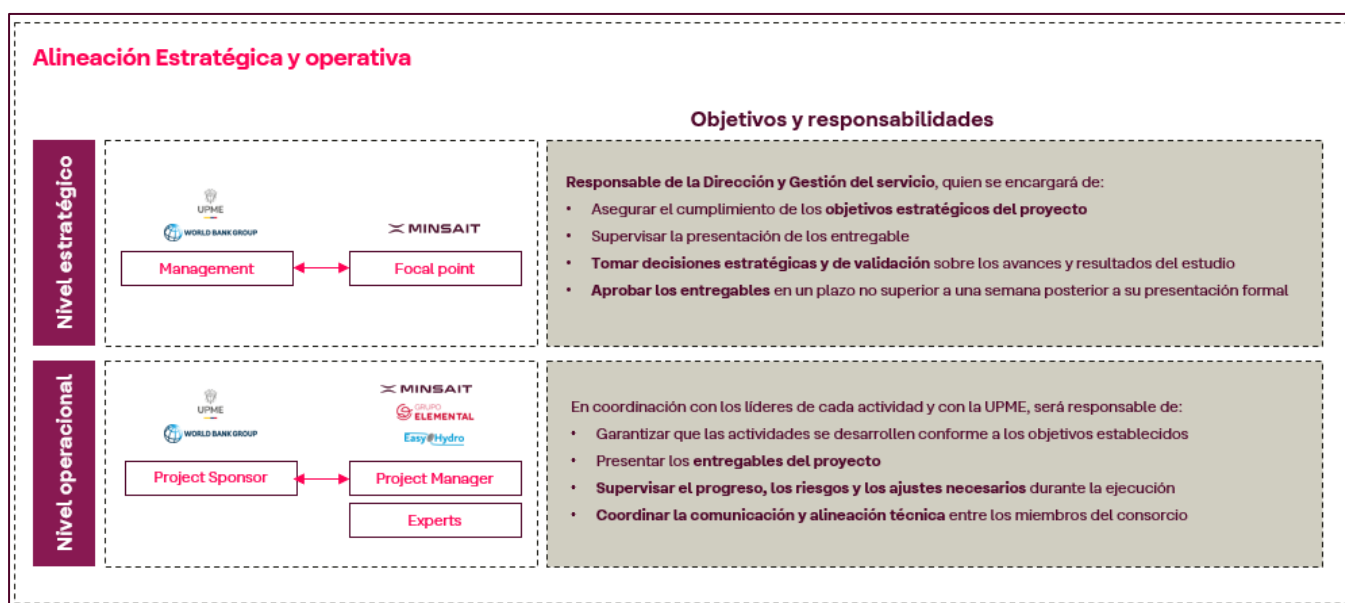 Alineación Estratégica y operativa
Objetivos y responsabilidades
Nivel estratégico
UPME
WORLD BANK GROUP
MINSAIT
Management
Focal point
Responsable de la Dirección y Gestión del servicio, quien se encargará de:
• Asegurar el cumplimiento de los objetivos estratégicos del proyecto
• Supervisar la presentación de los entregable
• Tomar decisiones estratégicas y de validación sobre los avances y resultados del estudio
• Aprobar los entregables en un plazo no superior a una semana posterior a su presentación formal
Nivel operacional
UPME
WORLD BANK GROUP
MINSAIT
GRUPO
ELEMENTAL
EasyHydro
Project Sponsor
Project Manager
Experts
En coordinación con los líderes de cada actividad y con la UPME, será responsable de:
• Garantizar que las actividades se desarrollen conforme a los objetivos establecidos
• Presentar los entregables del proyecto
• Supervisar el progreso, los riesgos y los ajustes necesarios durante la ejecución
• Coordinar la comunicación y alineación técnica entre los miembros del consorcio